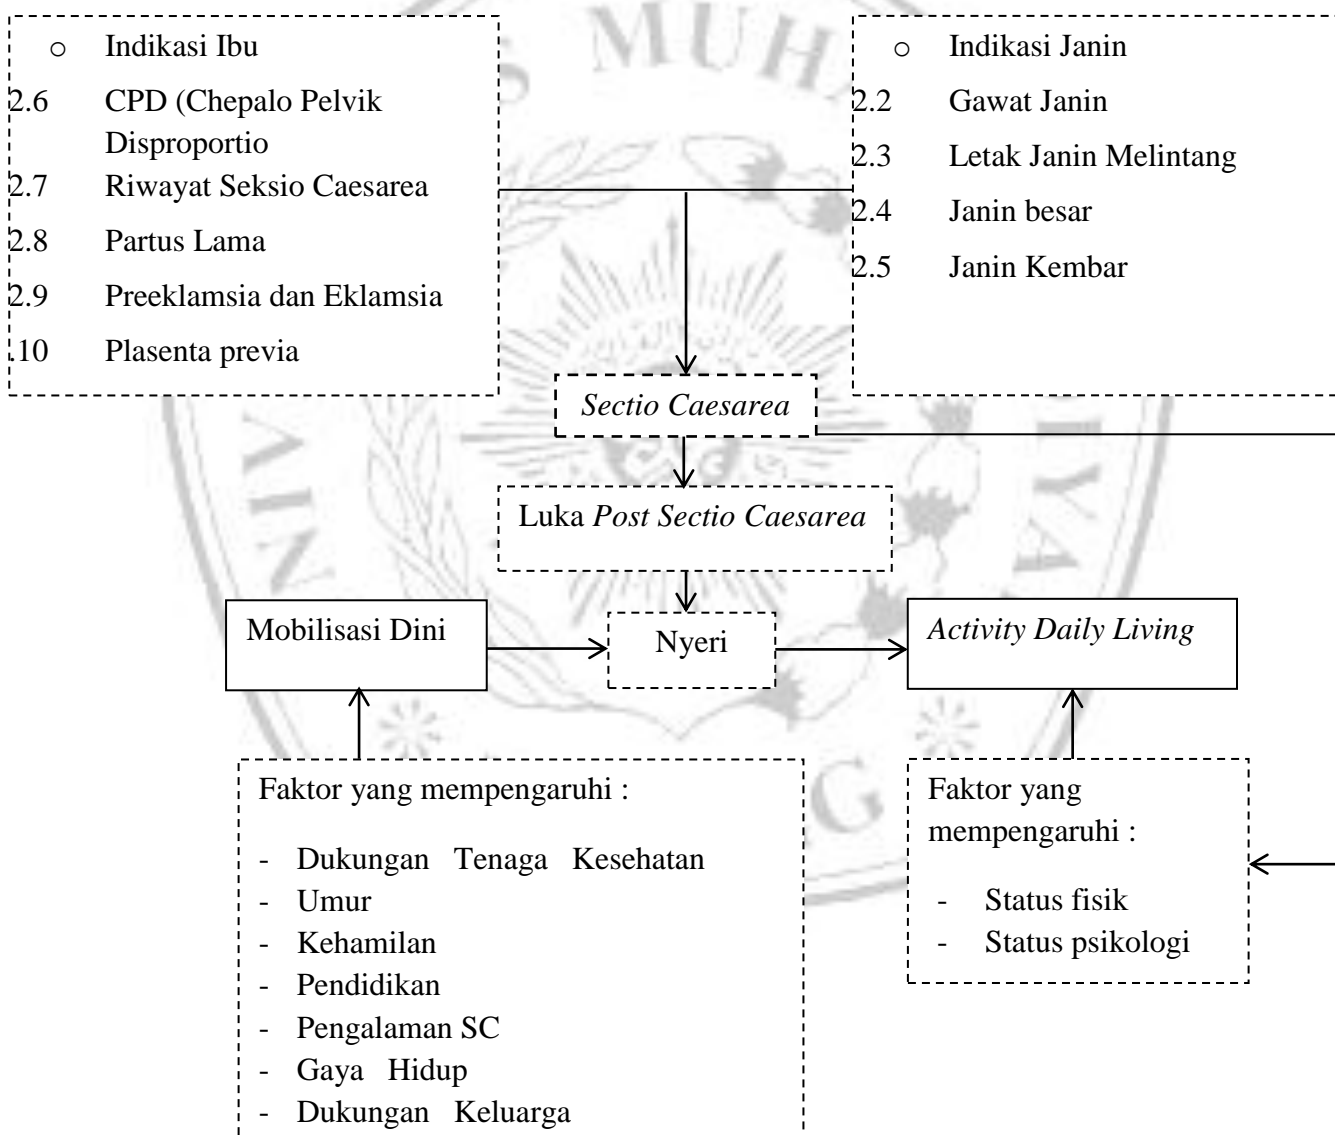 ○ Indikasi Ibu
2.6 CPD (Chepalo Pelvik
Disproportio
2.7 Riwayat Seksio Caesarea
2.8 Partus Lama
2.9 Preeklamsia dan Eklamsia
.10 Plasenta previa
○ Indikasi Janin
2.2 Gawat Janin
2.3 Letak Janin Melintang
2.4 Janin besar
2.5 Janin Kembar
Sectio Caesarea
Luka Post Sectio Caesarea
Mobilisasi Dini
Nyeri
Activity Daily Living
Faktor yang mempengaruhi :
- Dukungan Tenaga Kesehatan
- Umur
- Kehamilan
- Pendidikan
- Pengalaman SC
- Gaya Hidup
- Dukungan Keluarga
Faktor yang
mempengaruhi :
- Status fisik
- Status psikologi